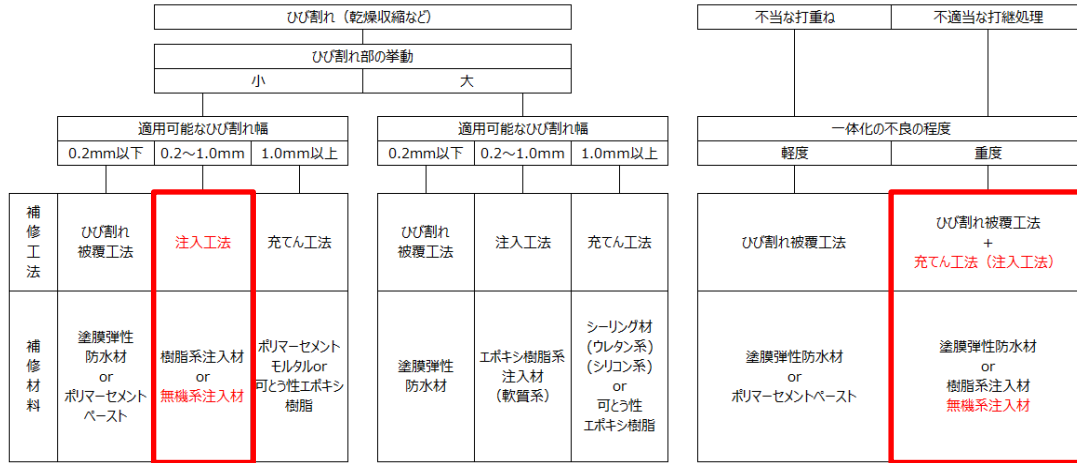 ひび割れ（乾燥収縮など）
ひび割れ部の挙動
小
大
適用可能なひび割れ幅
0.2mm以下
0.2～1.0mm
1.0mm以上
適用可能なひび割れ幅
0.2mm以下
0.2～1.0mm
1.0mm以上
不当な打重ね
不適当な打継処理
一体化の不良の程度
軽度
重度
補
修
工
法
ひび割れ
被覆工法
注入工法
充てん工法
ひび割れ
被覆工法
注入工法
充てん工法
ひび割れ被覆工法
ひび割れ被覆工法
+
充てん工法（注入工法）
補
修
材
料
塗膜弾性
防水材
or
ポリマーセメント
ペースト
樹脂系注入材
or
無機系注入材
ポリマーセメント
モルタルor
可とう性エポキシ
樹脂
塗膜弾性
防水材
エポキシ樹脂系
注入材
（軟質系）
シーリング材
(ウレタン系)
(シリコン系)
or
可とう性
エポキシ樹脂
塗膜弾性防水材
or
ポリマーセメントペースト
塗膜弾性防水材
or
樹脂系注入材
無機系注入材